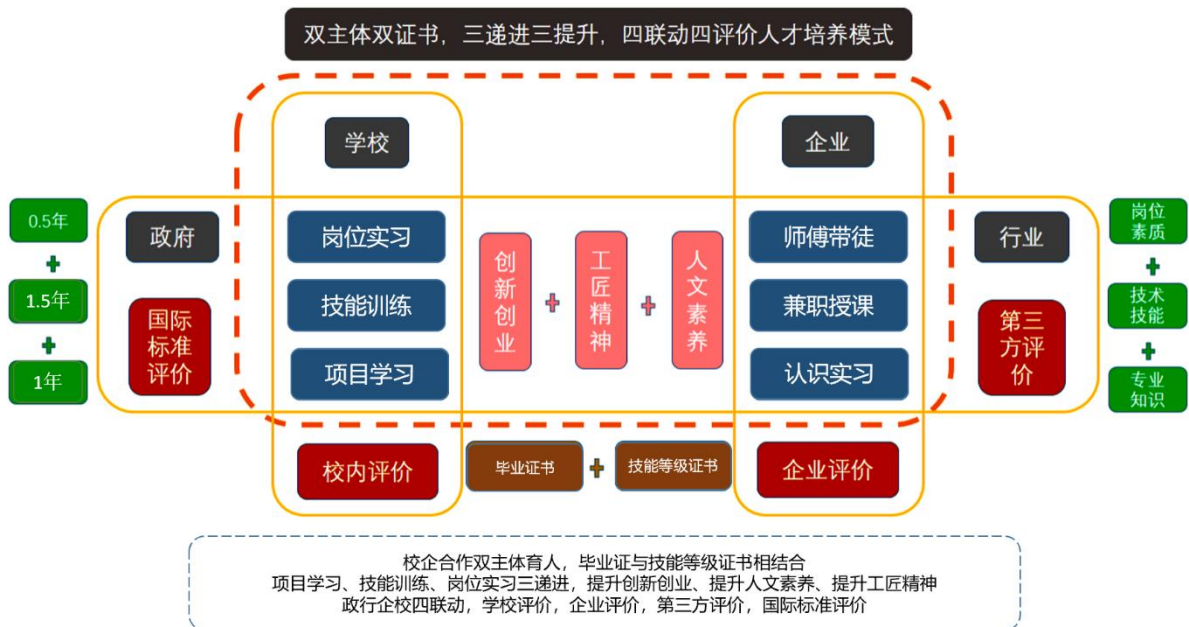 双主体双证书，三递进三提升，四联动四评价人才培养模式
学校
企业
0.5年
+
1.5年
+
1年
政府
国际
标准
评价
岗位实习
技能训练
项目学习
创新创业
+
工匠精神
+
人文素养
师傅带徒
兼职授课
认识实习
行业
第三
方评
价
岗位
素质
+
技术
技能
+
专业
知识
校内评价
毕业证书
+
技能等级证书
企业评价
校企合作双主体育人，毕业证与技能等级证书相结合
项目学习、技能训练、岗位实习三递进，提升创新创业、提升人文素养、提升工匠精神
政行企校四联动，学校评价，企业评价，第三方评价，国际标准评价